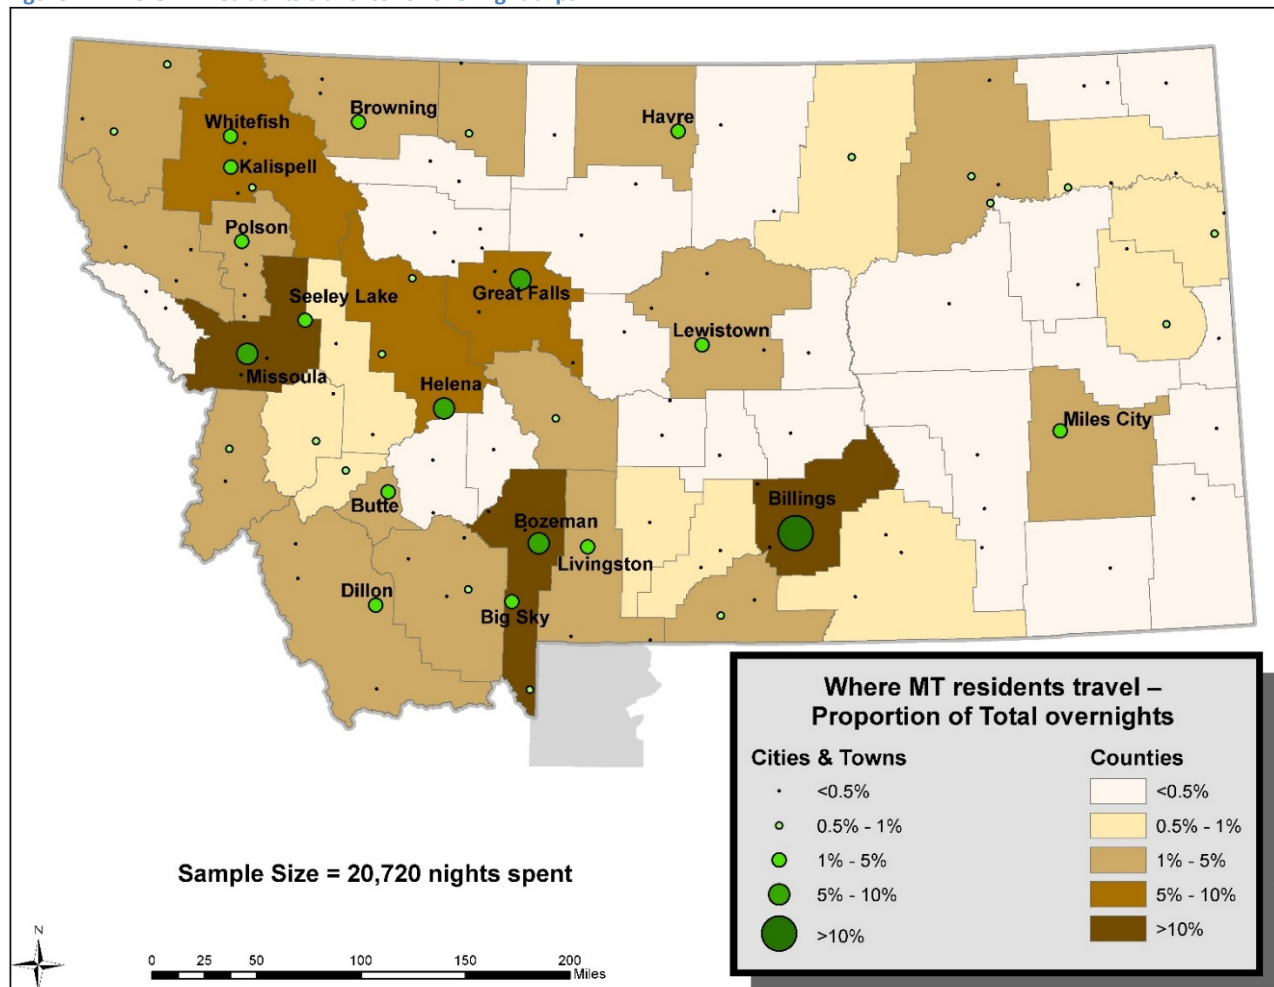 Browning
Havre
Whitefish
Kalispell
Polson
Seeley Lake
Great Falls
Lewistown
Missoula
Helena
Miles City
Butte
Bozeman
Billings
Livingston
Dillon
Big Sky
Where MT residents travel –
Proportion of Total overnights
Cities & Towns
<0.5%
0.5% - 1%
1% - 5%
5% - 10%
>10%
Counties
<0.5%
0.5% - 1%
1% - 5%
5% - 10%
>10%
Sample Size = 20,720 nights spent
N
0 25 50 100 150 200
Miles